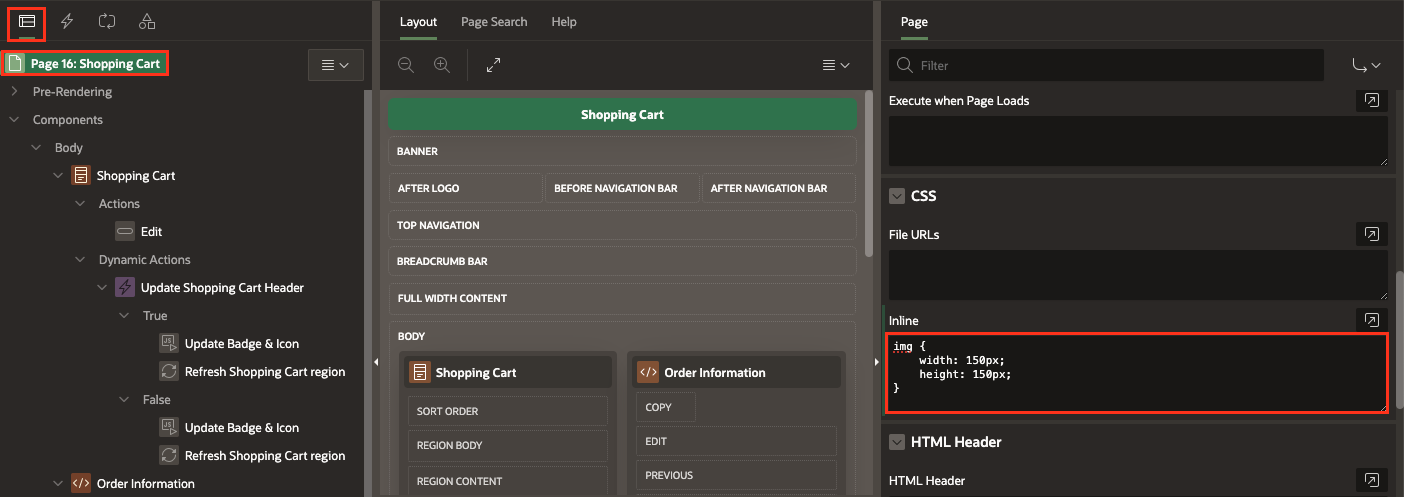 Page 16: Shopping Cart
Pre-Rendering
Components
Body
Shopping Cart
Actions
Edit
Dynamic Actions
Update Shopping Cart Header
True
JS
Update Badge & Icon
Refresh Shopping Cart region
False
JS
Update Badge & Icon
Refresh Shopping Cart region
</> Order Information
Layout Page Search Help
Shopping Cart
BANNER
AFTER LOGO BEFORE NAVIGATION BAR AFTER NAVIGATION BAR
TOP NAVIGATION
BREADCRUMB BAR
FULL WIDTH CONTENT
BODY
Shopping Cart
SORT ORDER
REGION BODY
REGION CONTENT
</> Order Information
COPY
EDIT
PREVIOUS
Page
Filter
Execute when Page Loads
CSS
File URLs
Inline
img {
    width: 150px;
    height: 150px;
}
HTML Header
HTML Header